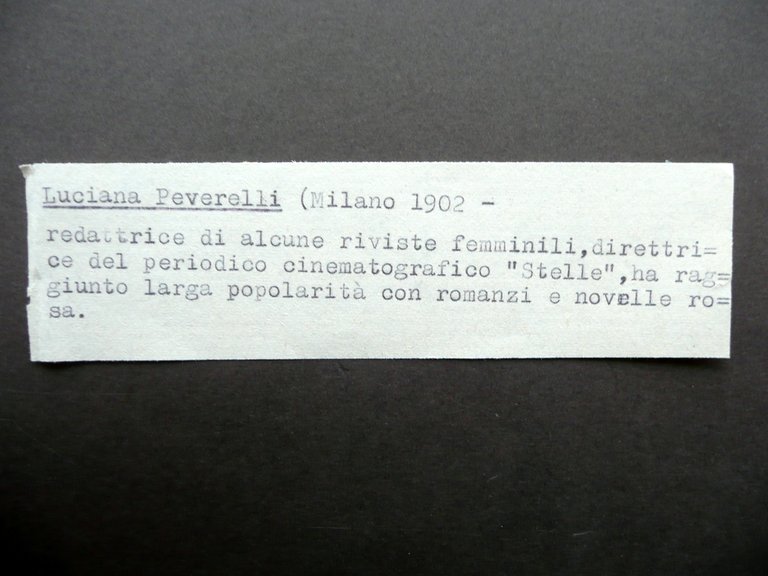 Luciana Peverelli (Milano 1902 -
redattrice di alcune riviste femminili,direttri=
ce del periodico cinematografico "Stelle",ha rag=
giunto larga popolarità con romanzi e novelle ro=
sa.